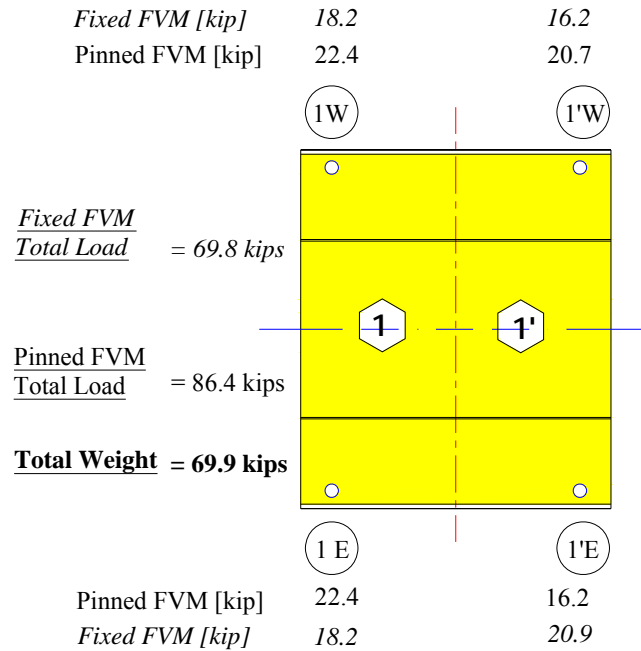 Fixed FVM [kip] 18.2 16.2
Pinned FVM [kip] 22.4 20.7
1W 1'W
Fixed FVM
Total Load = 69.8 kips
1 1'
Pinned FVM
Total Load = 86.4 kips
Total Weight = 69.9 kips
1 E 1'E
Pinned FVM [kip] 22.4 16.2
Fixed FVM [kip] 18.2 20.9